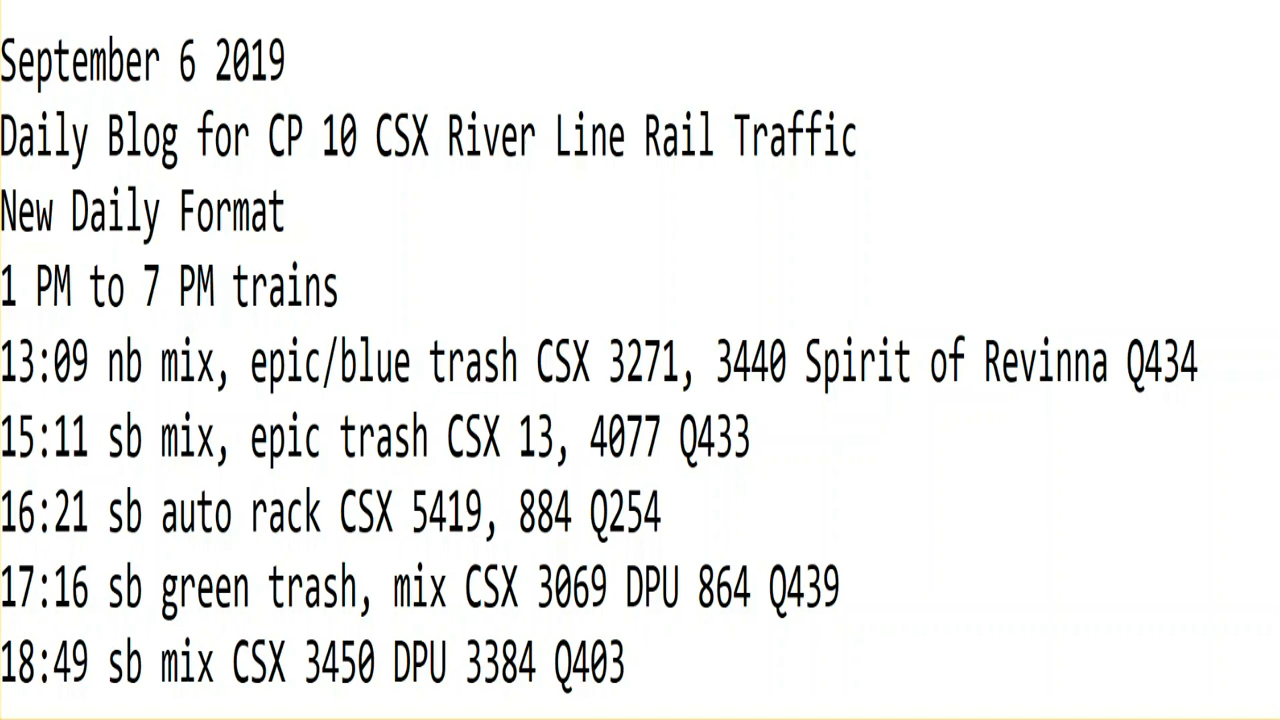 September 6 2019
Daily Blog for CP 10 CSX River Line Rail Traffic
New Daily Format
1 PM to 7 PM trains
13:09 nb mix, epic/blue trash CSX 3271, 3440 Spirit of Revinna Q434
15:11 sb mix, epic trash CSX 13, 4077 Q433
16:21 sb auto rack CSX 5419, 884 Q254
17:16 sb green trash, mix CSX 3069 DPU 864 Q439
18:49 sb mix CSX 3450 DPU 3384 Q403